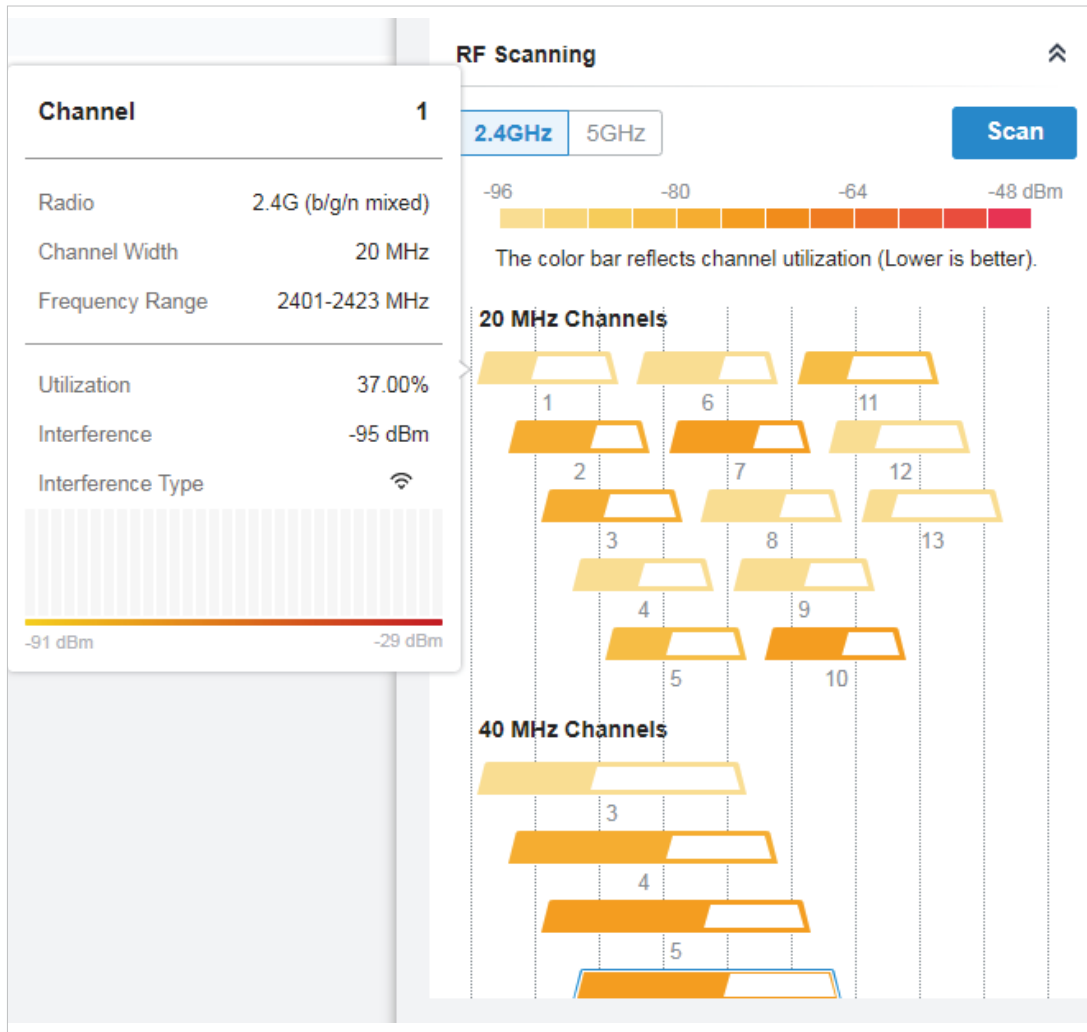 RF Scanning
Channel 1
2.4GHz 5GHz Scan
Radio 2.4G (b/g/n mixed)
Channel Width 20 MHz
Frequency Range 2401-2423 MHz
Utilization 37.00%
Interference -95 dBm
Interference Type
-91 dBm -29 dBm
-96 -80 -64 -48 dBm
The color bar reflects channel utilization (Lower is better).
20 MHz Channels
1 6 11
2 7 12
3 8 13
4 9
5 10
40 MHz Channels
3
4
5